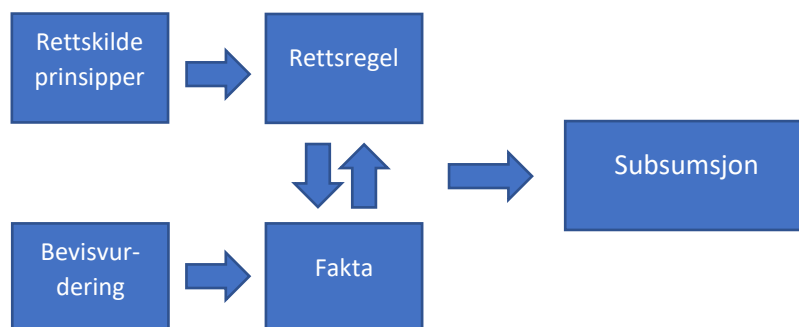 Rettskilde
prinsipper
Rettsregel
Subsumsjon
Bevisvur-
dering
Fakta